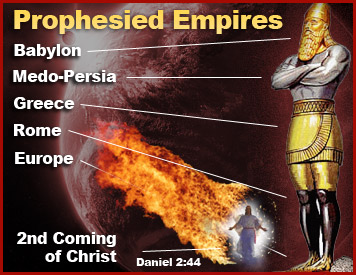 Prophesied Empires
Babylon
Medo-Persia
Greece
Rome
Europe
2nd Coming
of Christ
Daniel 2:44